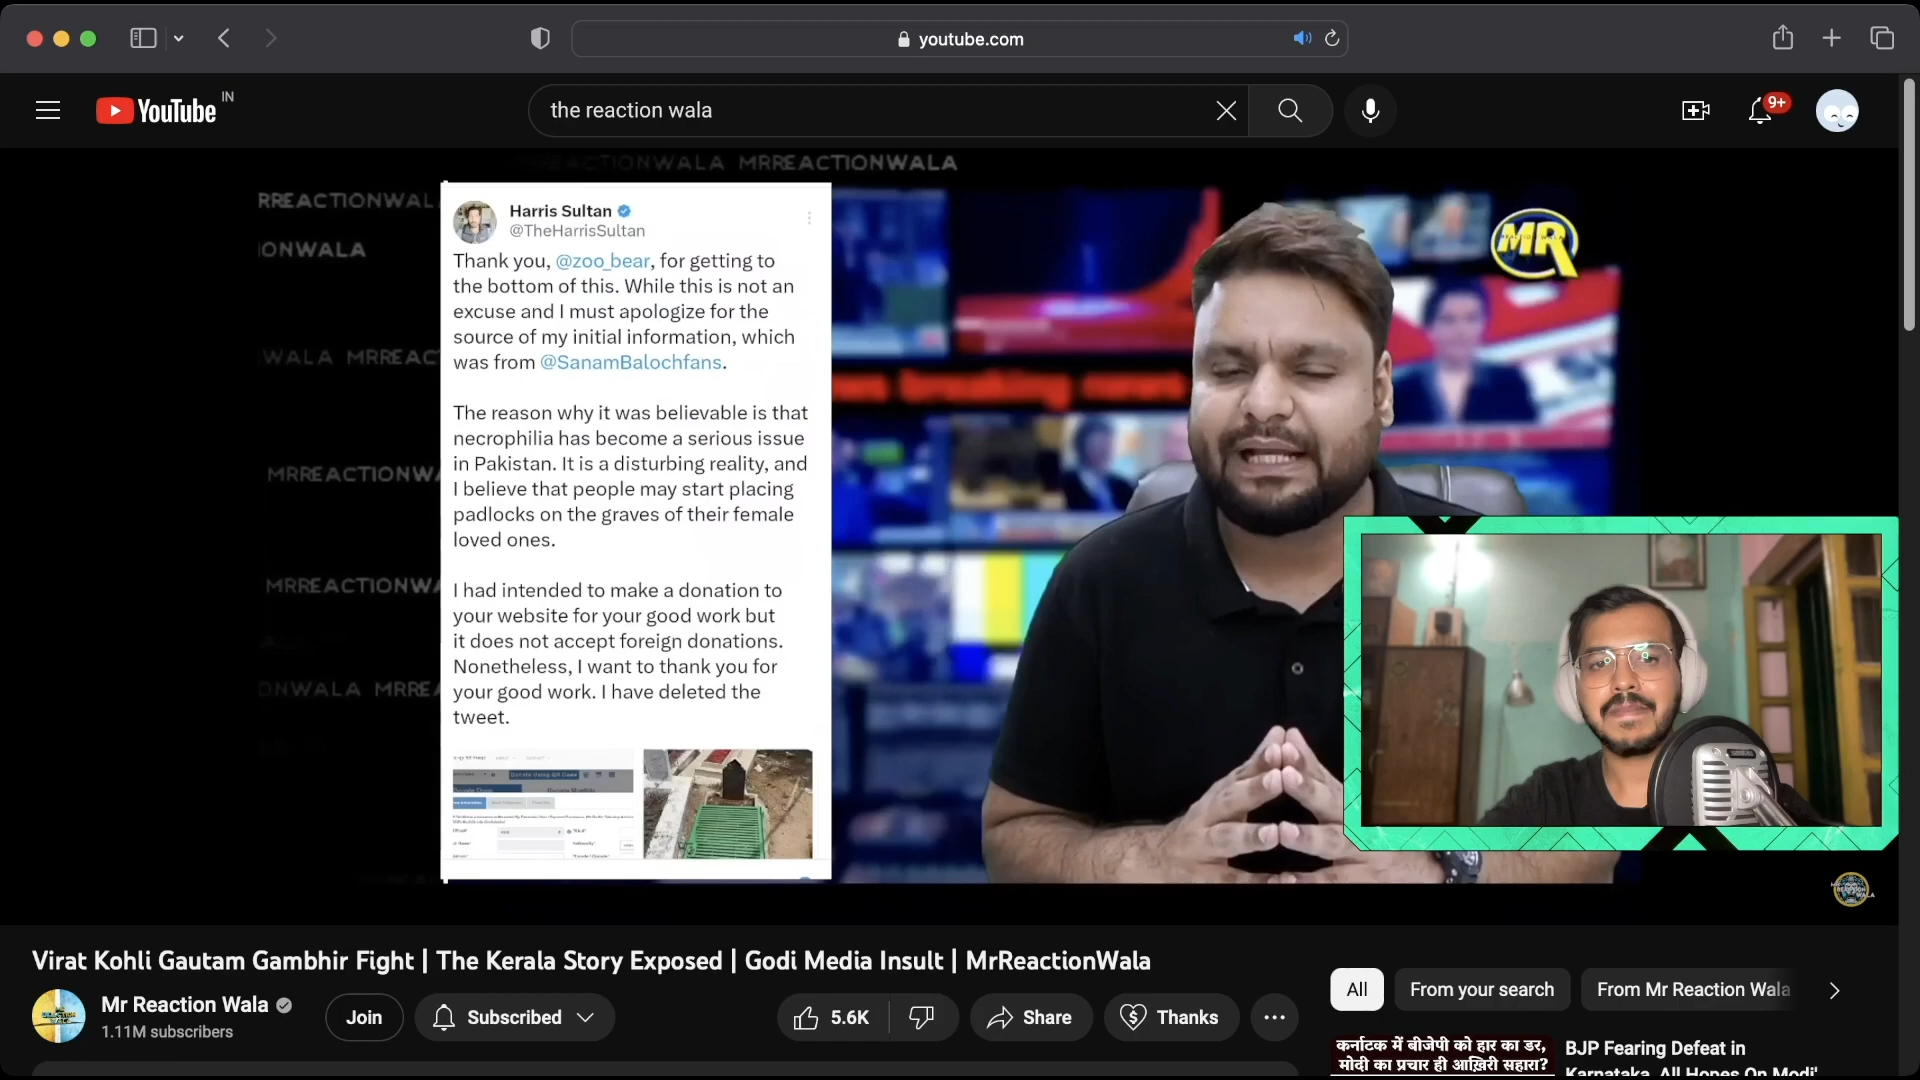 youtube.com
YouTube IN
the reaction wala
9+
MRREACTIONWALA
RREACTIONWAL
IONWALA
WALA MRREAC
MRREACTIONWA
MRREACTIONWA
ONWALA MRREA
MR
Harris Sultan
@TheHarrisSultan
Thank you, @zoo_bear, for getting to
the bottom of this. While this is not an
excuse and I must apologize for the
source of my initial information, which
was from @SanamBalochfans.
The reason why it was believable is that
necrophilia has become a serious issue
in Pakistan. It is a disturbing reality, and
I believe that people may start placing
padlocks on the graves of their female
loved ones.
I had intended to make a donation to
your website for your good work but
it does not accept foreign donations.
Nonetheless, I want to thank you for
your good work. I have deleted the
tweet.
breaking news
Virat Kohli Gautam Gambhir Fight | The Kerala Story Exposed | Godi Media Insult | MrReactionWala
Mr Reaction Wala
1.11M subscribers
Join
Subscribed
5.6K
Share
Thanks
All
From your search
From Mr Reaction Wala
कर्नाटक में बीजेपी को हार का डर,
मोदी का प्रचार ही आख़िरी सहारा?
BJP Fearing Defeat in
Karnataka, All Hopes On Modi'